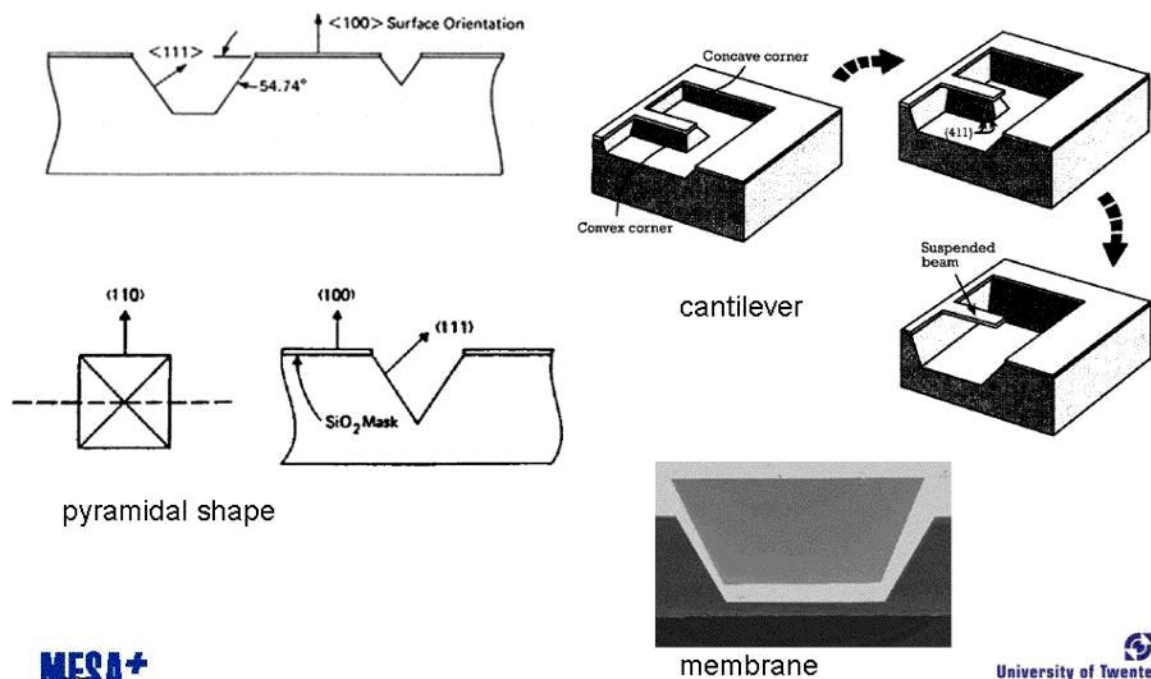 <100> Surface Orientation
<111>
54.74°
Concave corner
(411)
Convex corner
Suspended
beam
cantilever
(110)
(100)
(111)
SiO2 Mask
pyramidal shape
membrane
MESA+
University of Twente